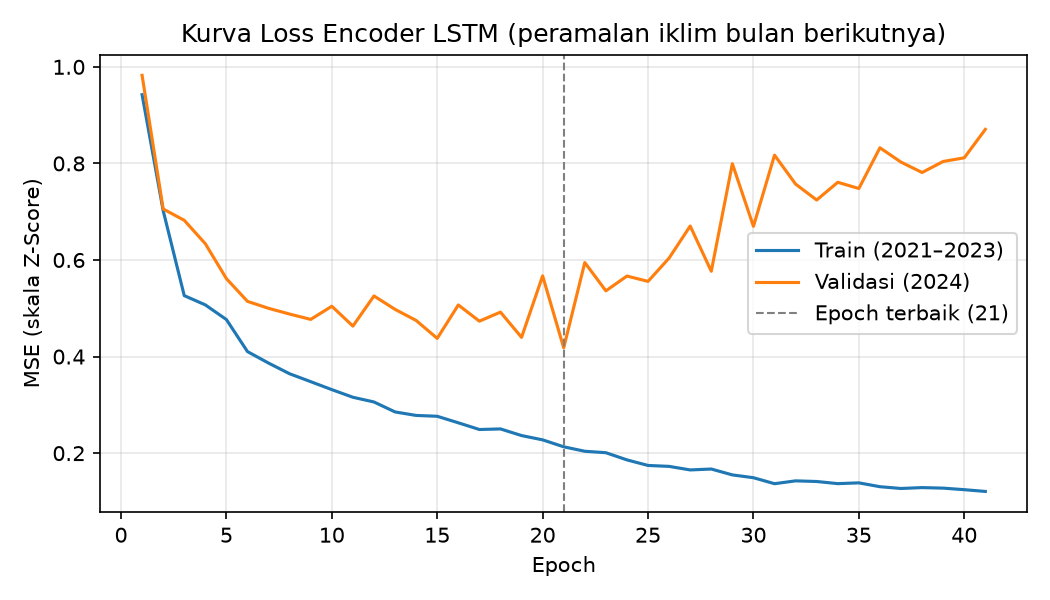 Kurva Loss Encoder LSTM (peramalan iklim bulan berikutnya)
MSE (skala Z-Score)
1.0
0.8
0.6
0.4
0.2
Train (2021–2023)
Validasi (2024)
Epoch terbaik (21)
0 5 10 15 20 25 30 35 40
Epoch